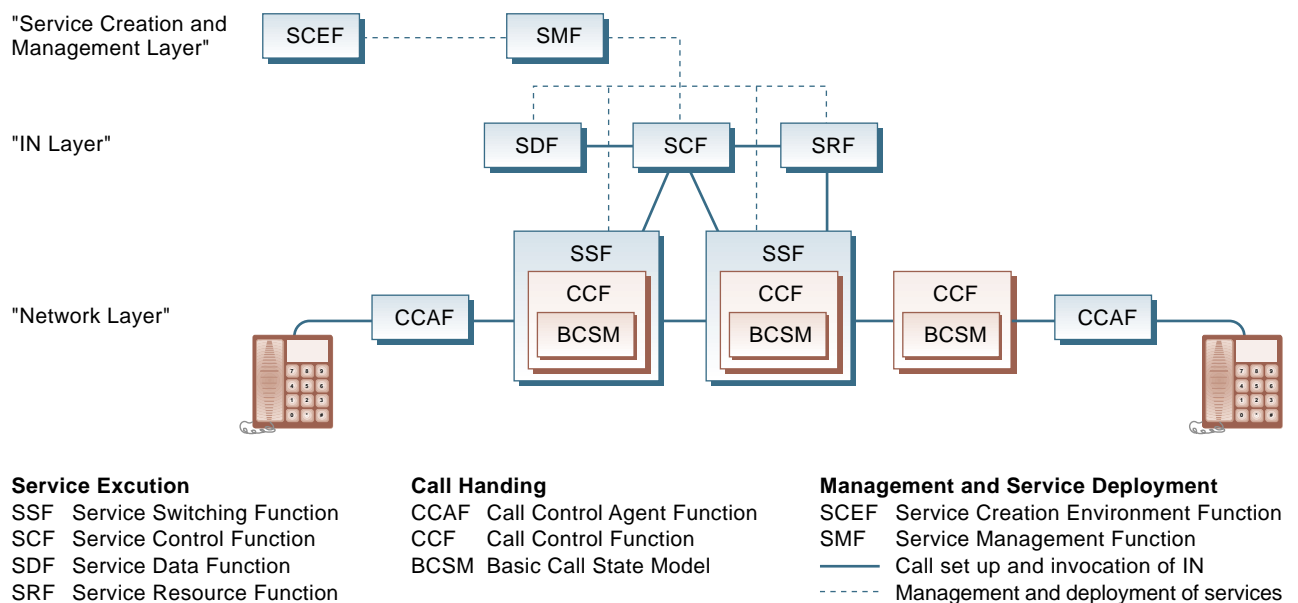 "Service Creation and
Management Layer"
SCEF
SMF
"IN Layer"
SDF
SCF
SRF
SSF
SSF
CCF
CCF
CCF
"Network Layer"
CCAF
BCSM
BCSM
BCSM
CCAF
7 8 9
4 5 6
1 2 3
0 * #
7 8 9
4 5 6
1 2 3
0 * #
Service Excution
SSF Service Switching Function
SCF Service Control Function
SDF Service Data Function
SRF Service Resource Function
Call Handing
CCAF Call Control Agent Function
CCF Call Control Function
BCSM Basic Call State Model
Management and Service Deployment
SCEF Service Creation Environment Function
SMF Service Management Function
Call set up and invocation of IN
Management and deployment of services